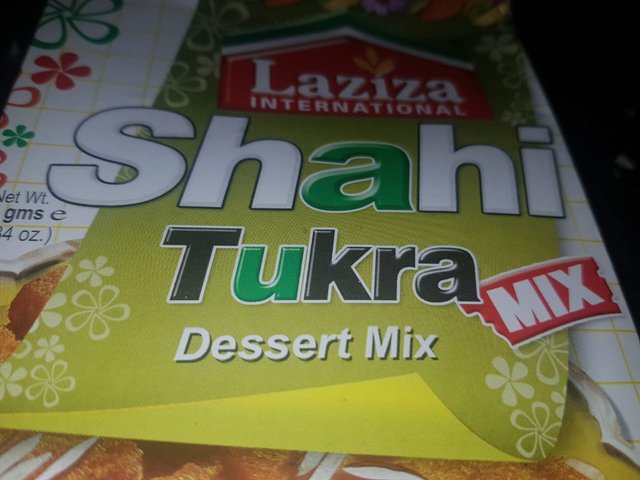 Laziza
INTERNATIONAL
Shahi
Net Wt.
gms e
oz.)
Tukra
MIX
Dessert Mix